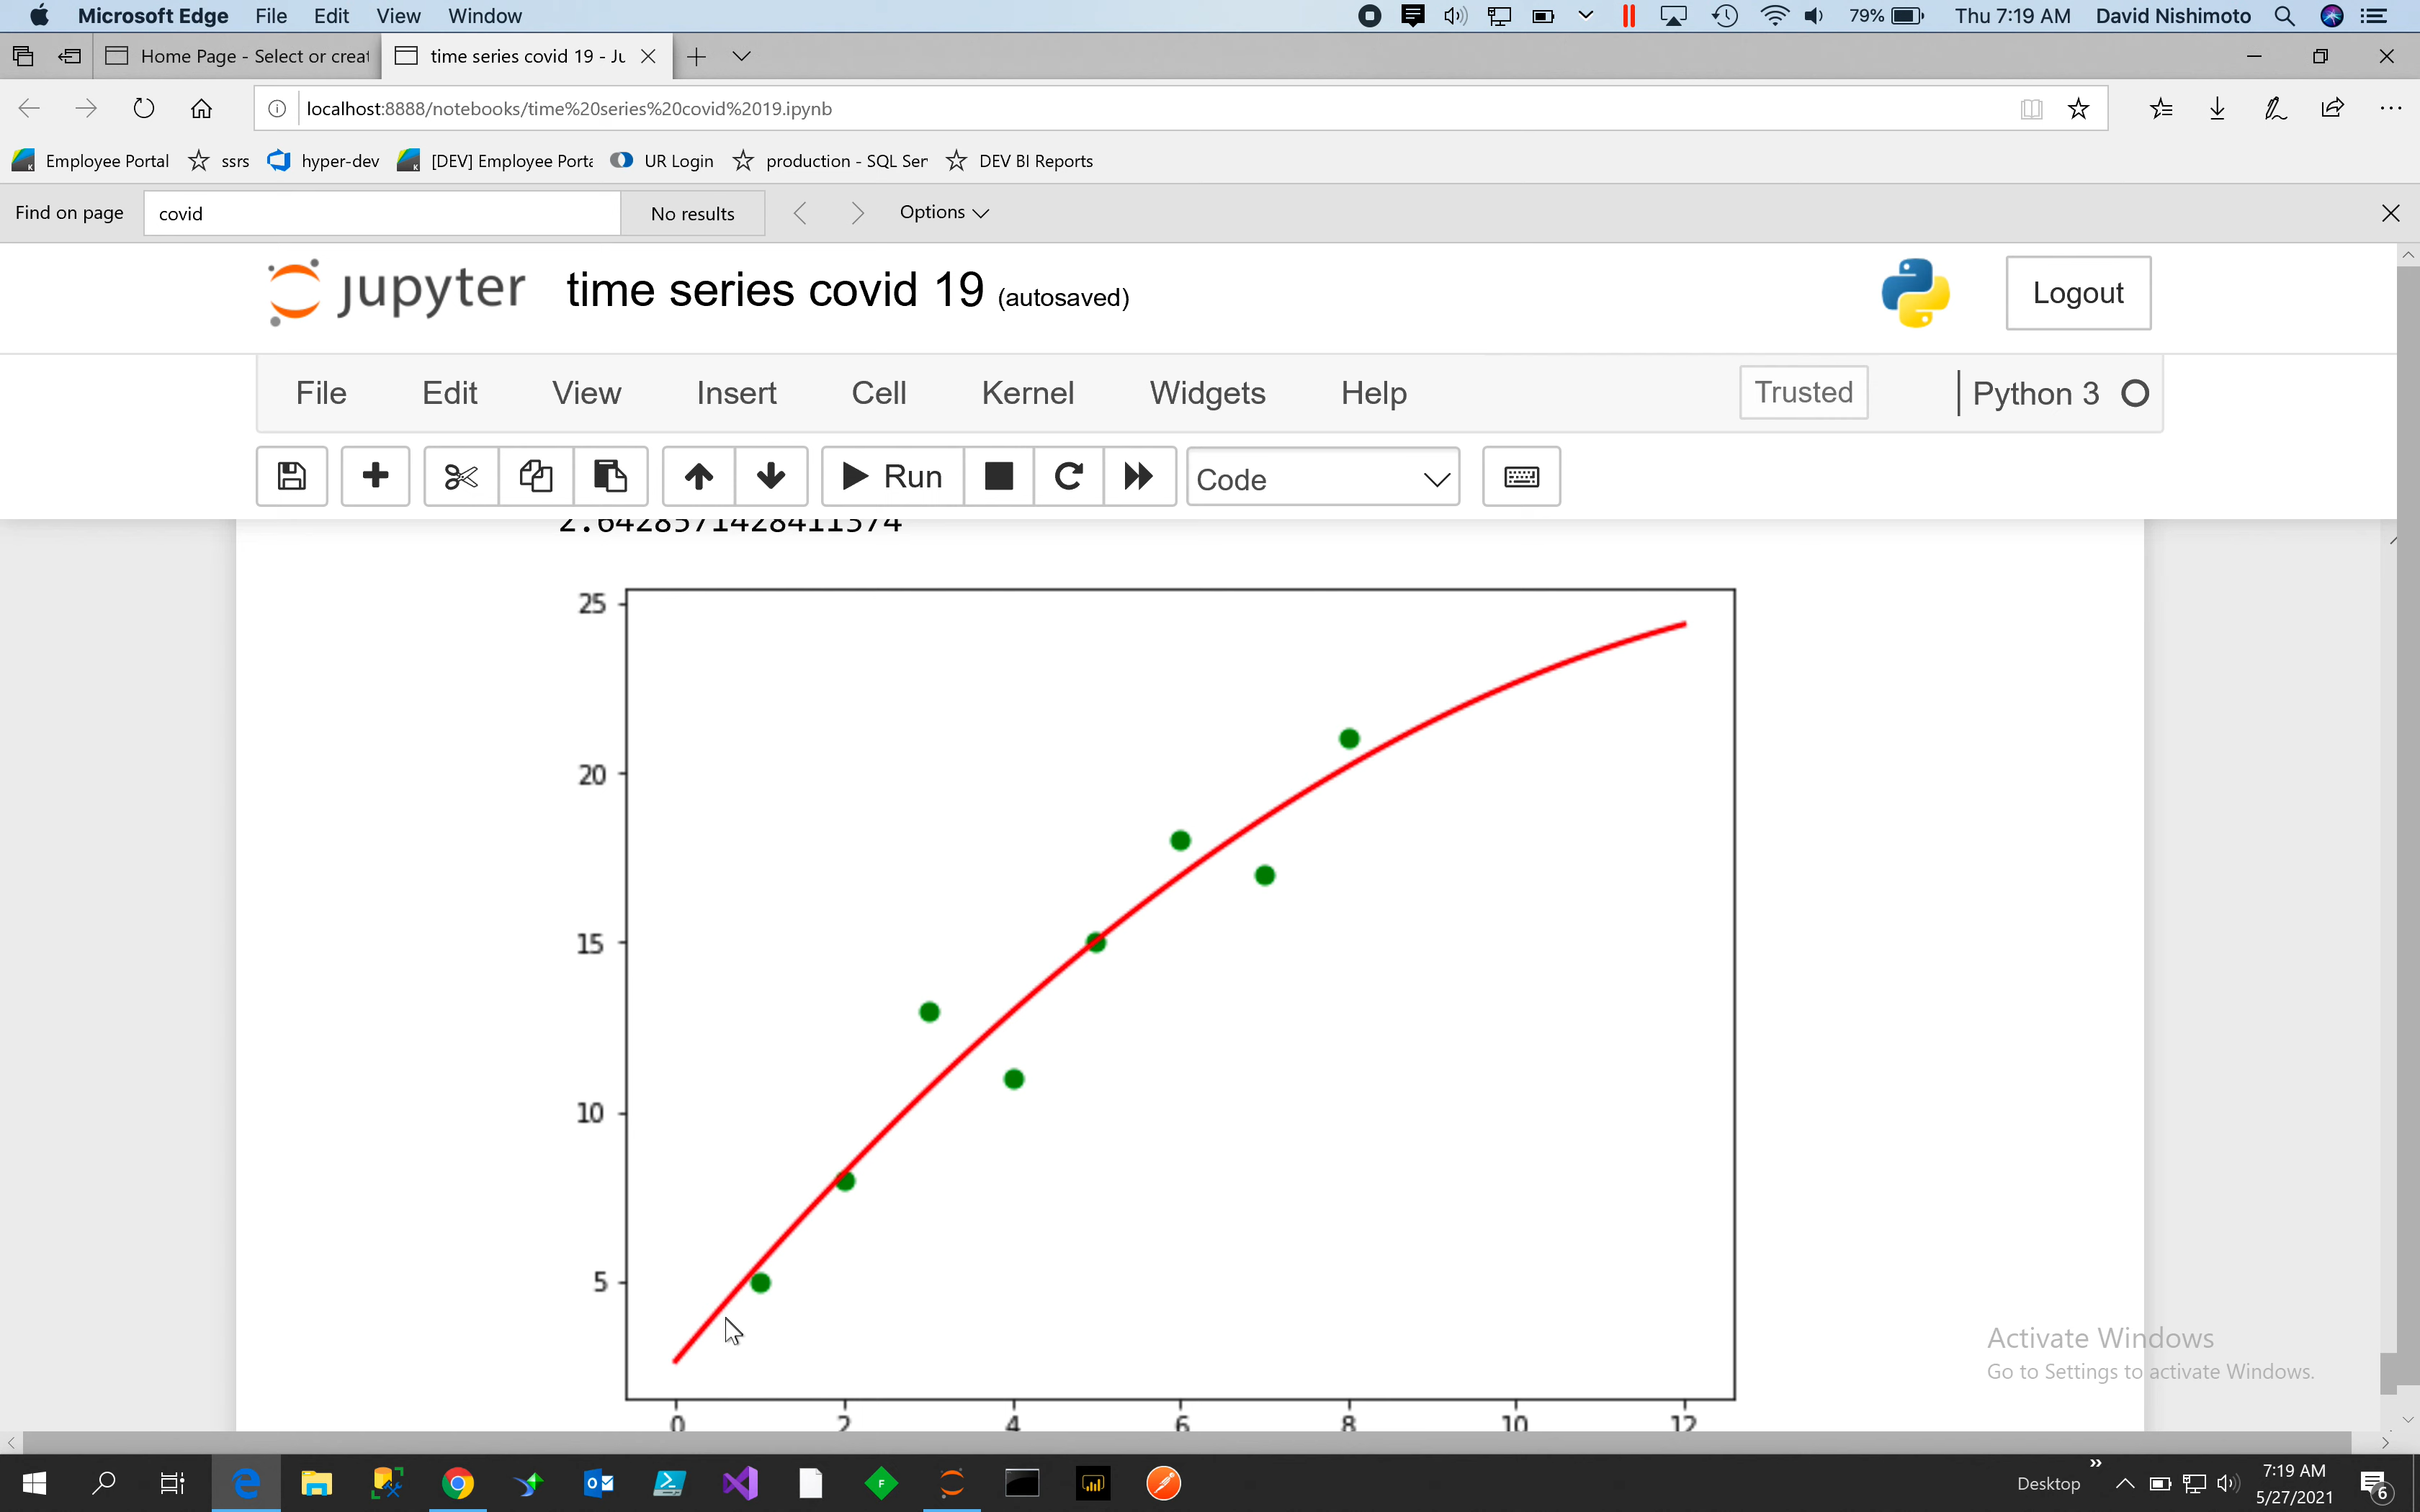 Microsoft Edge File Edit View Window 79% Thu 7:19 AM David Nishimoto
Home Page - Select or creat time series covid 19 - Ju
localhost:8888/notebooks/time%20series%20covid%2019.ipynb
Employee Portal ssrs hyper-dev [DEV] Employee Porta UR Login production - SQL Ser DEV BI Reports
Find on page covid No results Options
jupyter time series covid 19 (autosaved) Logout
File Edit View Insert Cell Kernel Widgets Help Trusted Python 3
Run Code
2.6428571428411374
25
20
15
10
5
0 2 4 6 8 10 12
Activate Windows
Go to Settings to activate Windows.
Desktop 7:19 AM
5/27/2021 6